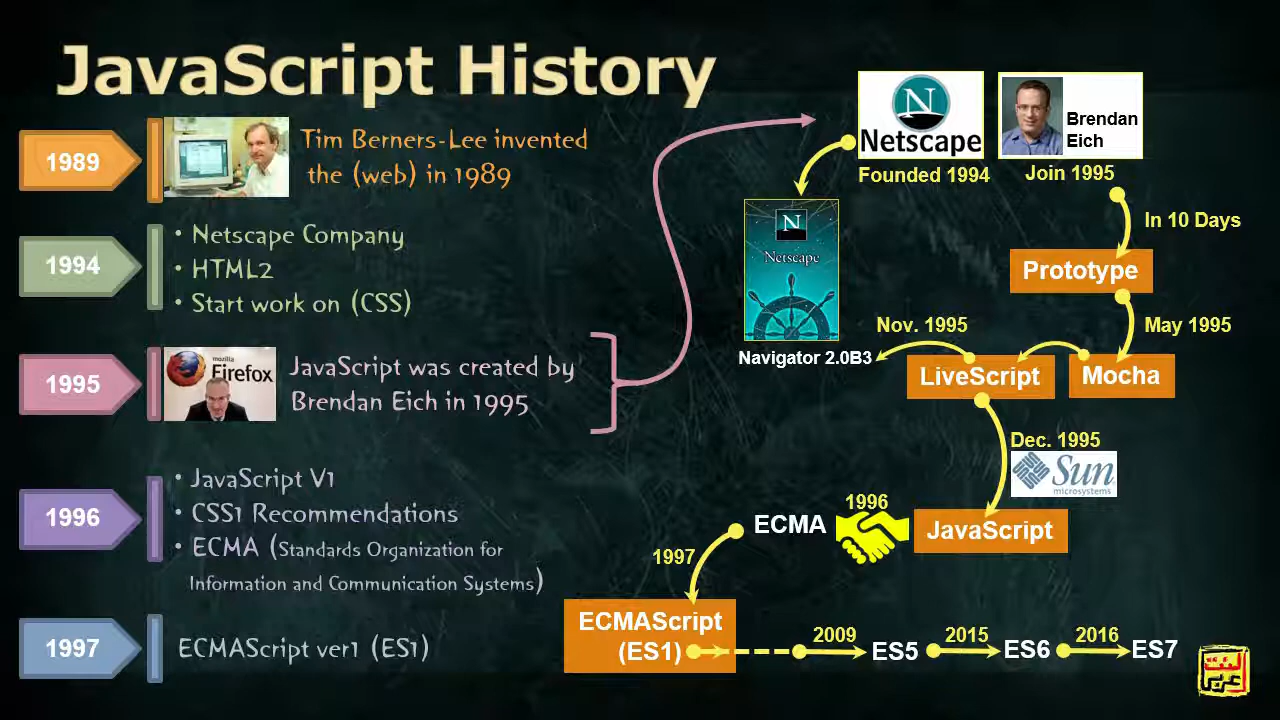 JavaScript History
1989
Tim Berners-Lee invented
the (web) in 1989
1994
• Netscape Company
• HTML2
• Start work on (CSS)
1995
mozilla
Firefox
JavaScript was created by
Brendan Eich in 1995
1996
• JavaScript V1
• CSS1 Recommendations
• ECMA (Standards Organization for
Information and Communication Systems)
1997
ECMAScript ver1 (ES1)
N
Netscape
Founded 1994
Brendan
Eich
Join 1995
In 10 Days
N
Netscape
Navigator 2.0B3
Prototype
May 1995
Mocha
LiveScript
Nov. 1995
Dec. 1995
Sun
microsystems
JavaScript
1996
ECMA
1997
ECMAScript
(ES1)
2009
ES5
2015
ES6
2016
ES7